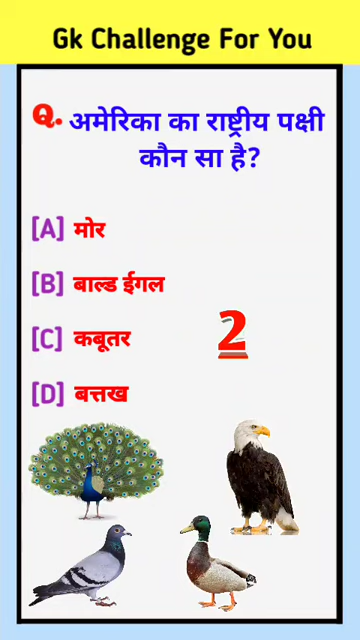 Gk Challenge For You
Q. अमेरिका का राष्ट्रीय पक्षी
कौन सा है?
[A] मोर
[B] बाल्ड ईगल
[C] कबूतर
2
[D] बत्तख